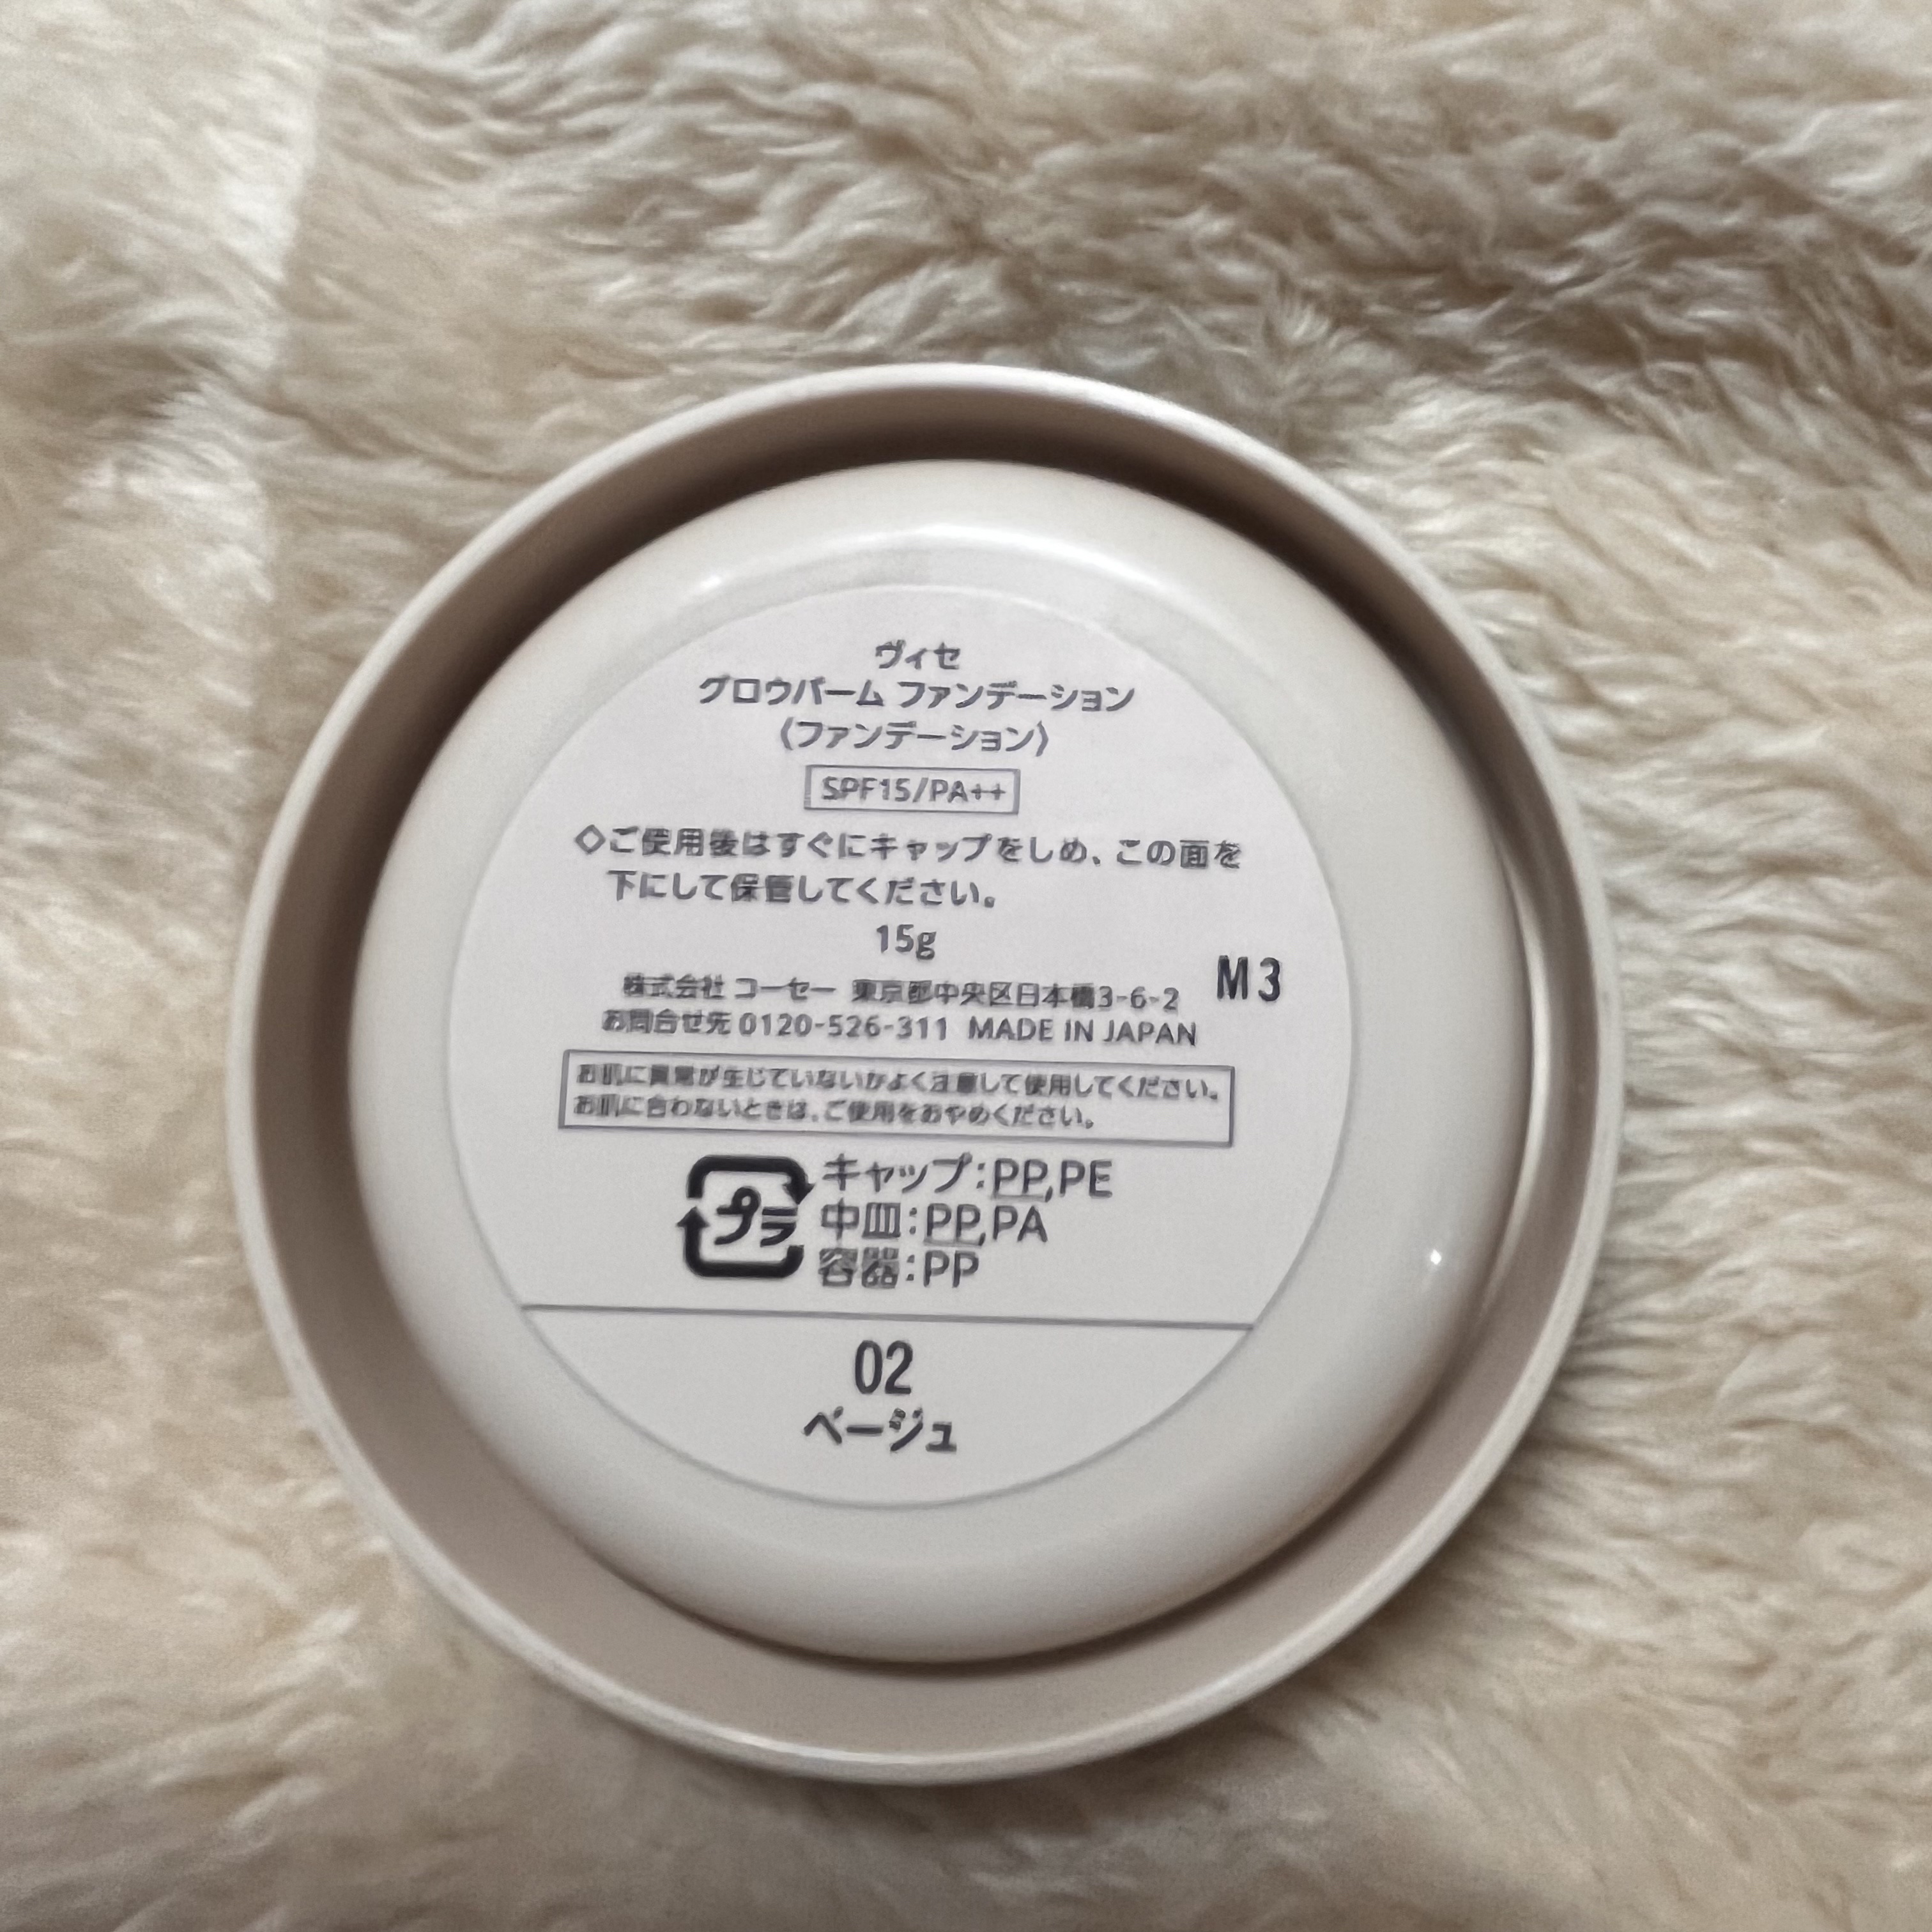 ヴィセ
グロウバーム ファンデーション
〈ファンデーション〉
SPF15/PA++
◇ご使用後はすぐにキャップをしめ、この面を
下にして保管してください。
15g
M3
株式会社 コーセー 東京都中央区日本橋3-6-2
お問合せ先 0120-526-311 MADE IN JAPAN
お肌に異常が生じていないかよく注意して使用してください。
お肌に合わないときは、ご使用をおやめください。
プラ
キャップ:PP,PE
中皿:PP,PA
容器:PP
02
ベージュ